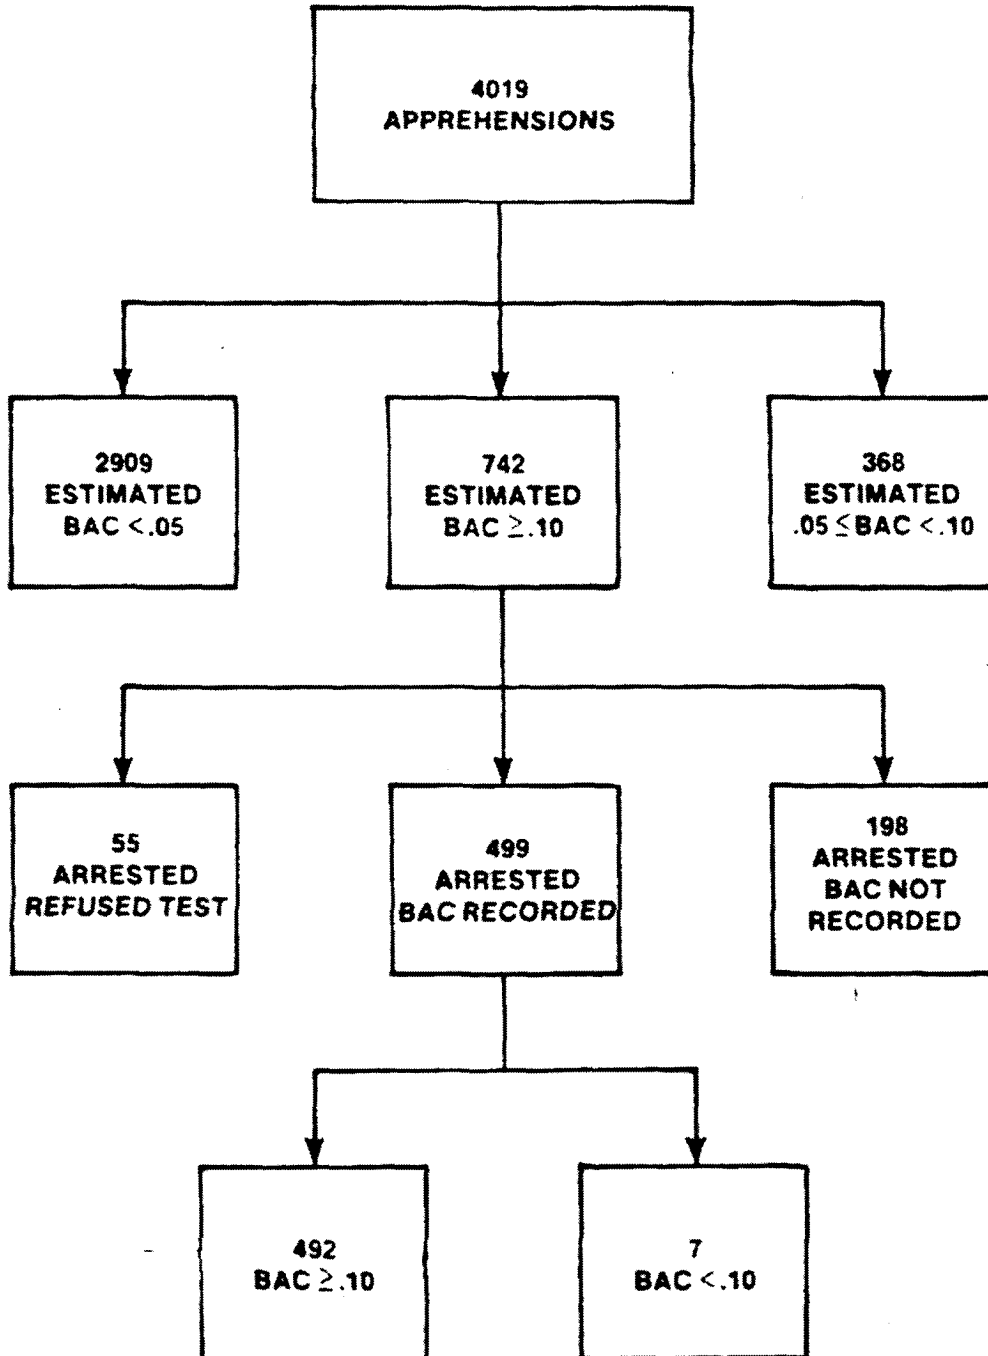 4019
APPREHENSIONS
2909
ESTIMATED
BAC < .05
742
ESTIMATED
BAC ≥ .10
368
ESTIMATED
.05 ≤ BAC < .10
55
ARRESTED
REFUSED TEST
499
ARRESTED
BAC RECORDED
198
ARRESTED
BAC NOT
RECORDED
492
BAC ≥ .10
7
BAC < .10